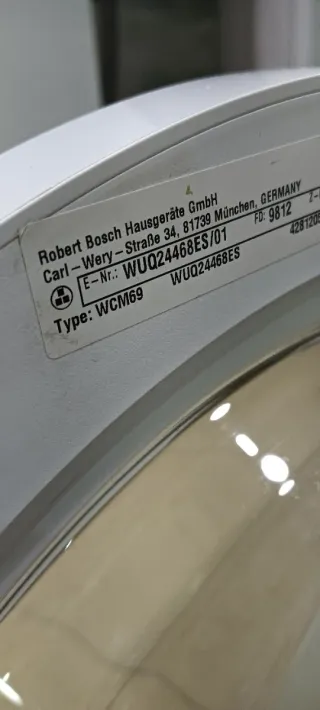 Robert Bosch Hausgeräte GmbH
Carl-Wery-Straße 34, 81739 München, GERMANY
E-Nr.: WUQ24468ES/01 FD: 9812
Type: WCM69 WUQ24468ES